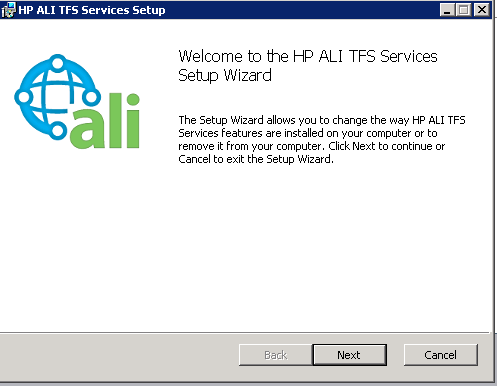 HP ALI TFS Services Setup
Welcome to the HP ALI TFS Services
Setup Wizard
ali
The Setup Wizard allows you to change the way HP ALI TFS
Services features are installed on your computer or to
remove it from your computer. Click Next to continue or
Cancel to exit the Setup Wizard.
Back Next Cancel